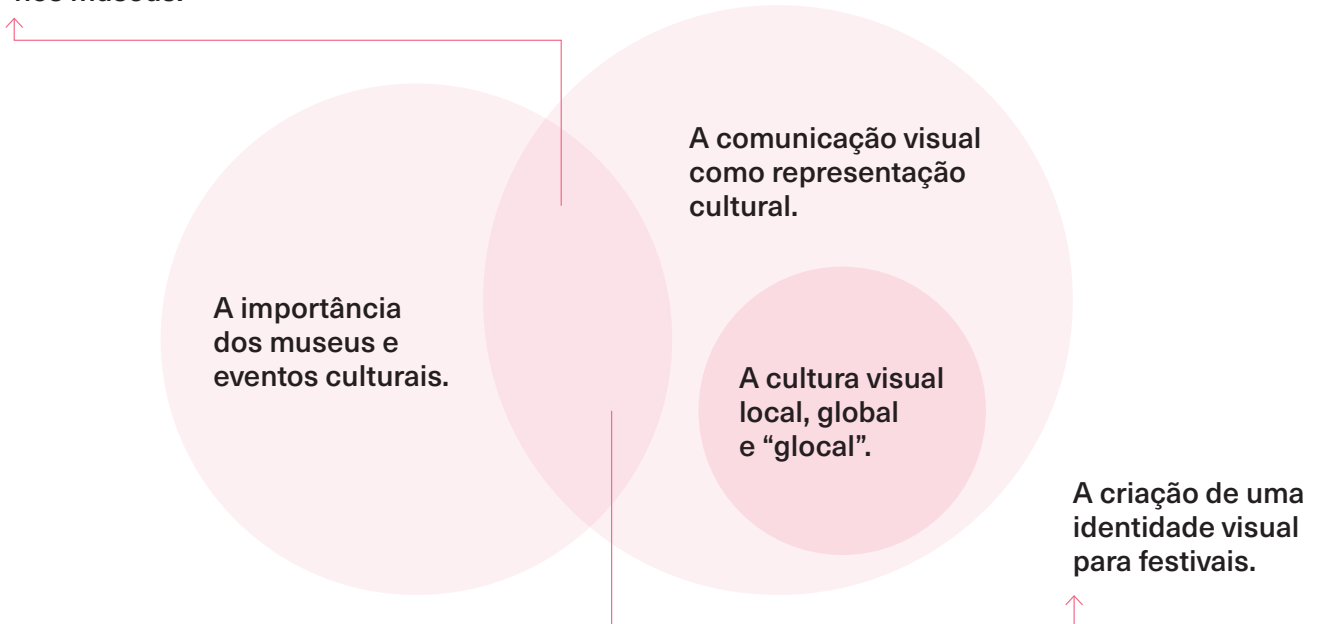 A comunicação visual
como representação
cultural.
A importância
dos museus e
eventos culturais.
A cultura visual
local, global
e “glocal”.
A criação de uma
identidade visual
para festivais.